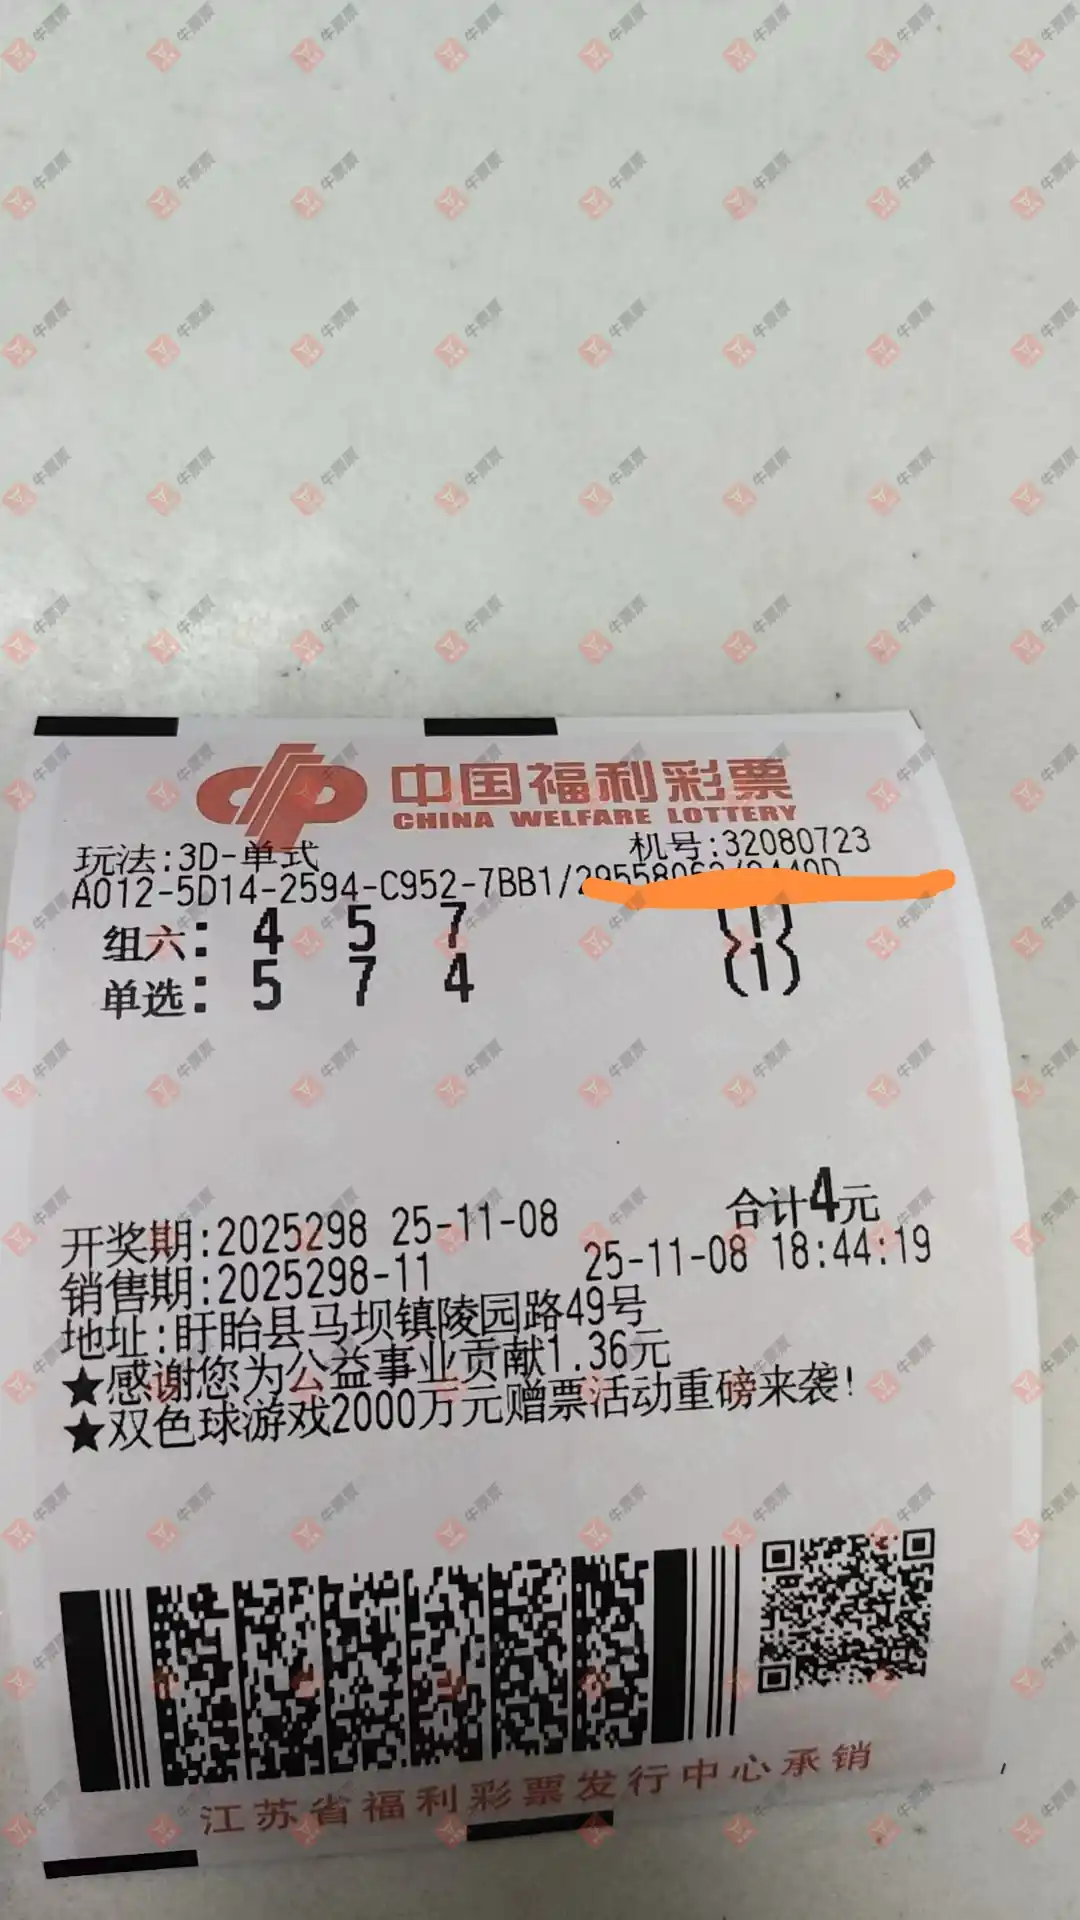 中国福利彩票
CHINA WELFARE LOTTERY
玩法:3D-单式 机号:32080723
A012-5D14-2594-C952-7BB1/
组六: 4 5 7 (1)
单选: 5 7 4 (1)
合计4元
开奖期:2025298 25-11-08
销售期:2025298-11 25-11-08 18:44:19
地址:盱眙县马坝镇陵园路49号
★感谢您为公益事业贡献1.36元
★双色球游戏2000万元赠票活动重磅来袭!
江苏省福利彩票发行中心承销
牛票票